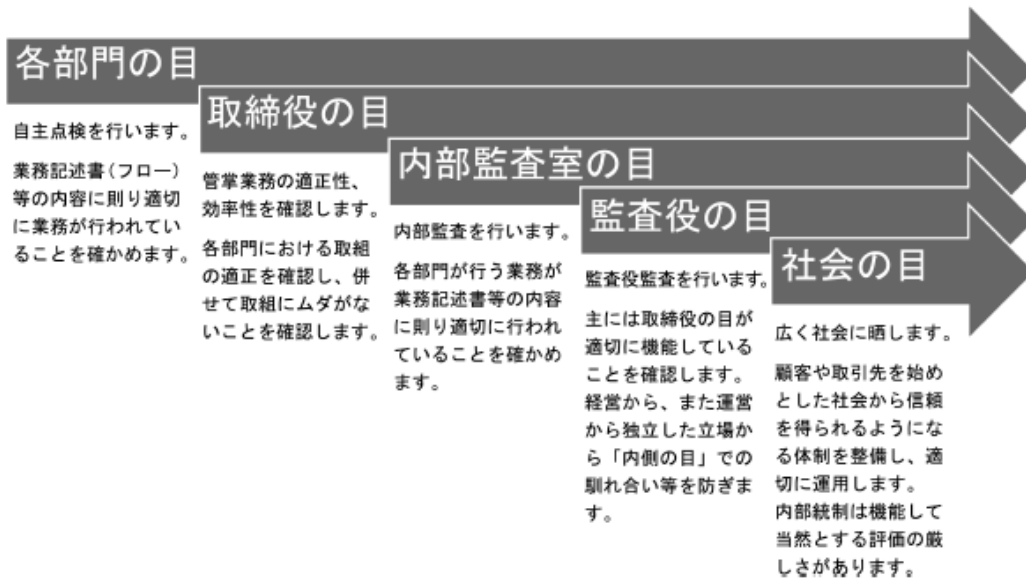 各部門の目
自主点検を行います。
業務記述書(フロー)
等の内容に則り適切
に業務が行われてい
ることを確かめます。
取締役の目
管掌業務の適正性、
効率性を確認します。
各部門における取組
の適正を確認し、併
せて取組にムダがな
いことを確認します。
内部監査室の目
内部監査を行います。
各部門が行う業務が
業務記述書等の内容
に則り適切に行われ
ていることを確かめ
ます。
監査役の目
監査役監査を行います。
主には取締役の目が
適切に機能している
ことを確認します。
経営から、また運営
から独立した立場か
ら「内側の目」での
馴れ合い等を防ぎま
す。
社会の目
広く社会に晒します。
顧客や取引先を始め
とした社会から信頼
を得られるようにな
る体制を整備し、適
切に運用します。
内部統制は機能して
当然とする評価の厳
しさがあります。